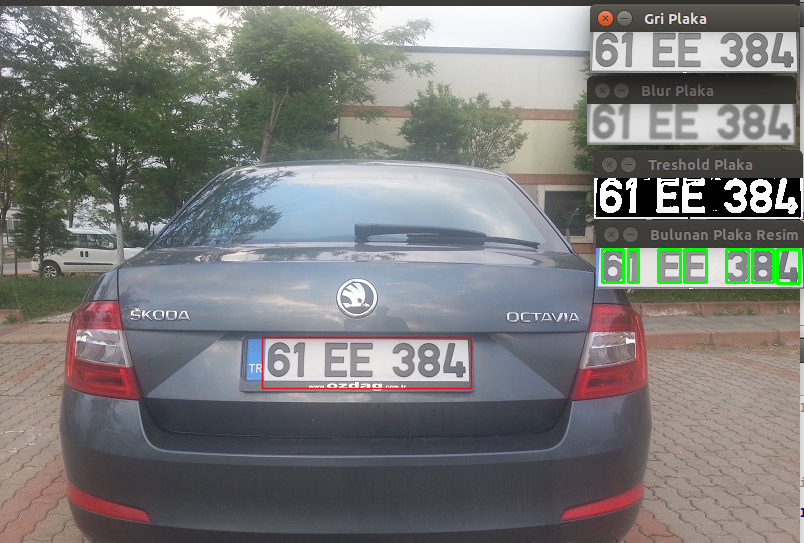 Gri Plaka
61 EE 384
Blur Plaka
61 EE 384
Treshold Plaka
61 EE 384
Bulunan Plaka Resim
61 EE 384
ŠKODA
OCTAVIA
TR 61 EE 384
www.ozdag.com.tr